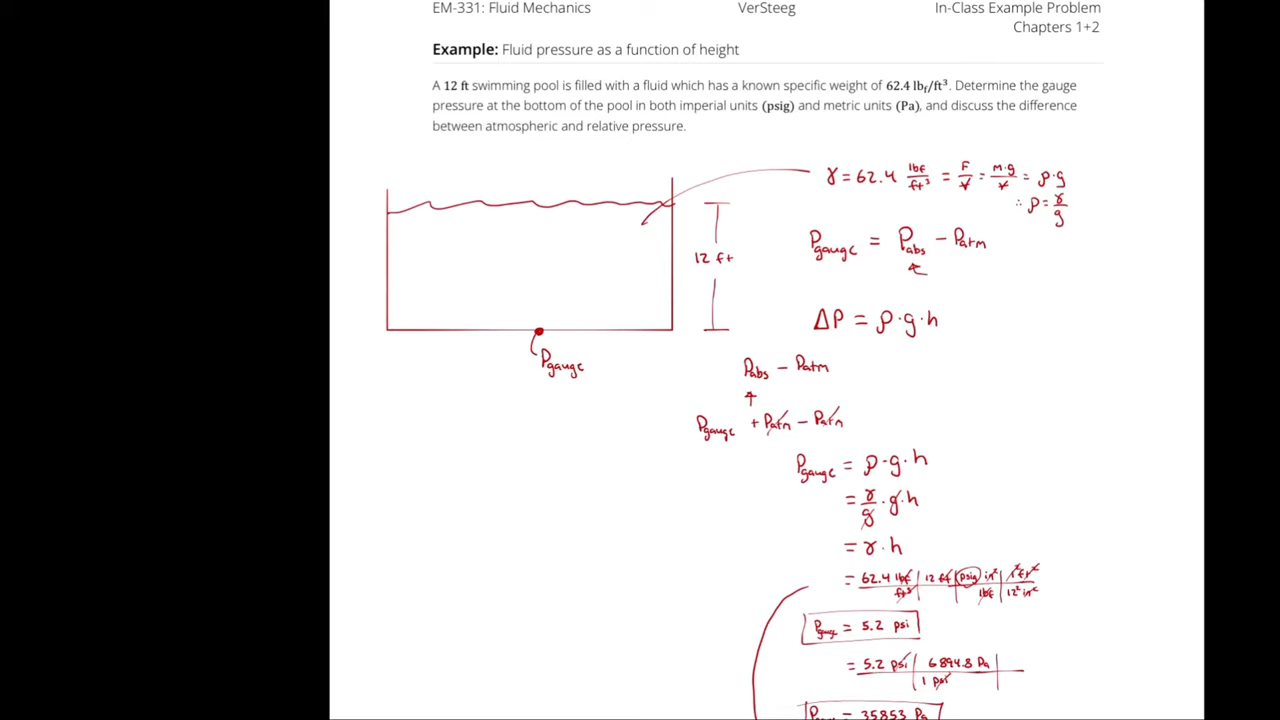 EM-331: Fluid Mechanics VerSteeg In-Class Example Problem
Chapters 1+2
Example: Fluid pressure as a function of height
A 12 ft swimming pool is filled with a fluid which has a known specific weight of 62.4 lbf/ft³. Determine the gauge
pressure at the bottom of the pool in both imperial units (psig) and metric units (Pa), and discuss the difference
between atmospheric and relative pressure.
γ = 62.4 lbf/ft³ = F/V = m·g/V = ρ·g
∴ ρ = γ/g
Pgauge = Pabs - Patm
12 ft
ΔP = ρ·g·h
Pgauge
Pabs - Patm
Pgauge + Patm - Patm
Pgauge = ρ·g·h
= γ/g·g·h
= γ·h
= 62.4 lbf/ft³ | 12 ft | psig in²/lbf | 1² ft²/12² in²
Pgauge = 5.2 psi
= 5.2 psi | 6894.8 Pa/1 psi
= 35853 Pa